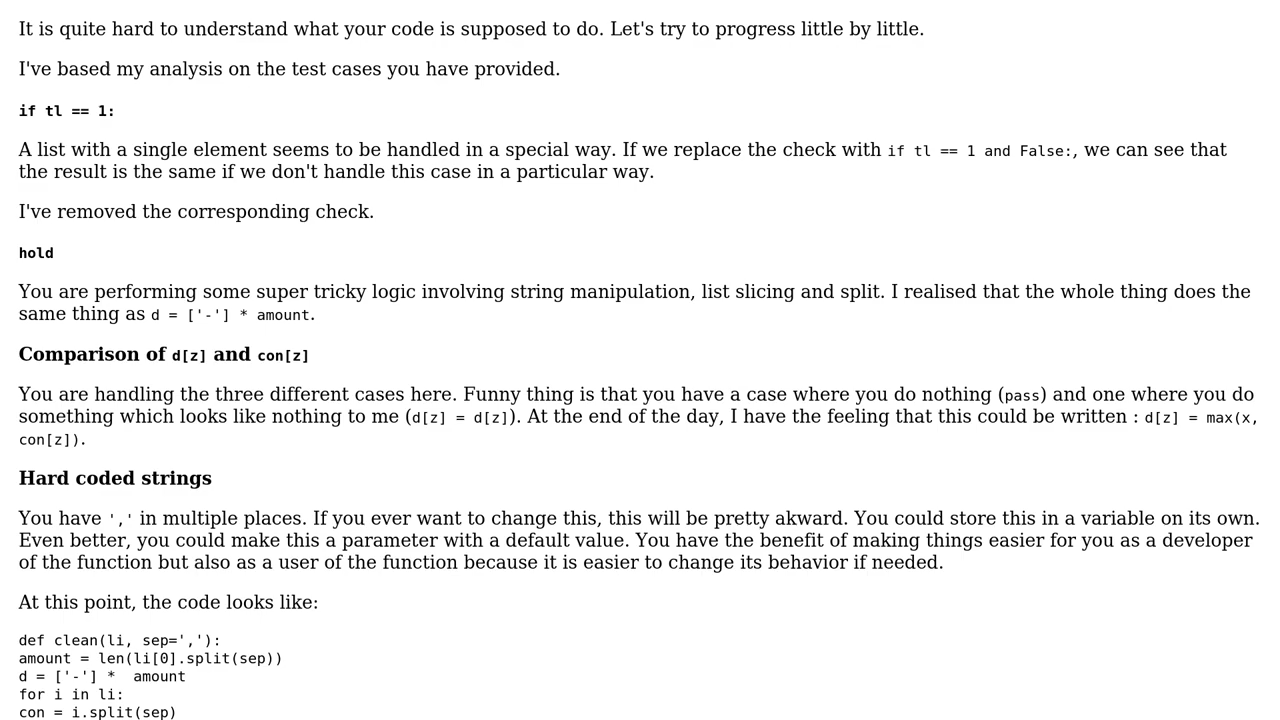 It is quite hard to understand what your code is supposed to do. Let's try to progress little by little.
I've based my analysis on the test cases you have provided.
if tl == 1:
A list with a single element seems to be handled in a special way. If we replace the check with if tl == 1 and False:, we can see that
the result is the same if we don't handle this case in a particular way.
I've removed the corresponding check.
hold
You are performing some super tricky logic involving string manipulation, list slicing and split. I realised that the whole thing does the
same thing as d = ['-'] * amount.
Comparison of d[z] and con[z]
You are handling the three different cases here. Funny thing is that you have a case where you do nothing (pass) and one where you do
something which looks like nothing to me (d[z] = d[z]). At the end of the day, I have the feeling that this could be written : d[z] = max(x,
con[z]).
Hard coded strings
You have ',' in multiple places. If you ever want to change this, this will be pretty akward. You could store this in a variable on its own.
Even better, you could make this a parameter with a default value. You have the benefit of making things easier for you as a developer
of the function but also as a user of the function because it is easier to change its behavior if needed.
At this point, the code looks like:
def clean(li, sep=','):
amount = len(li[0].split(sep))
d = ['-'] *  amount
for i in li:
con = i.split(sep)